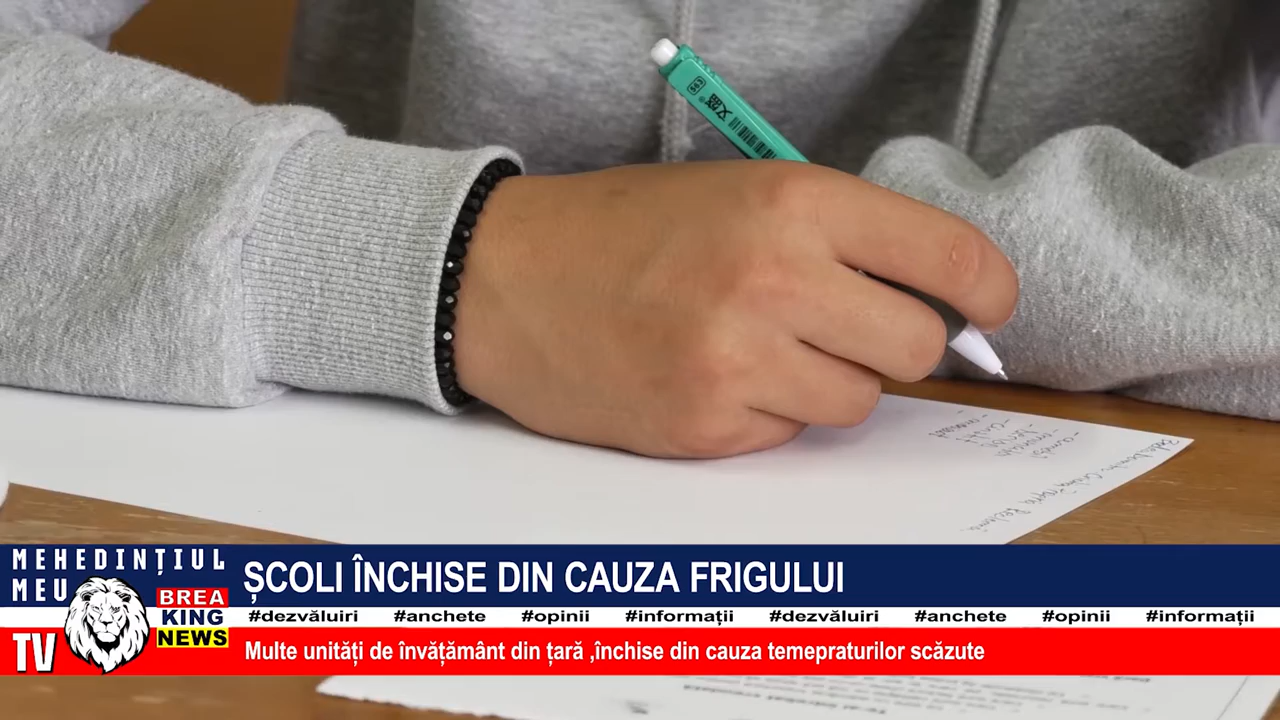 563
MEHEDINȚIUL
MEU
TV
BREA
KING
NEWS
ȘCOLI ÎNCHISE DIN CAUZA FRIGULUI
#dezvăluiri #anchete #opinii #informații #dezvăluiri #anchete #opinii #informații
Multe unități de învățământ din țară ,închise din cauza temepraturilor scăzute